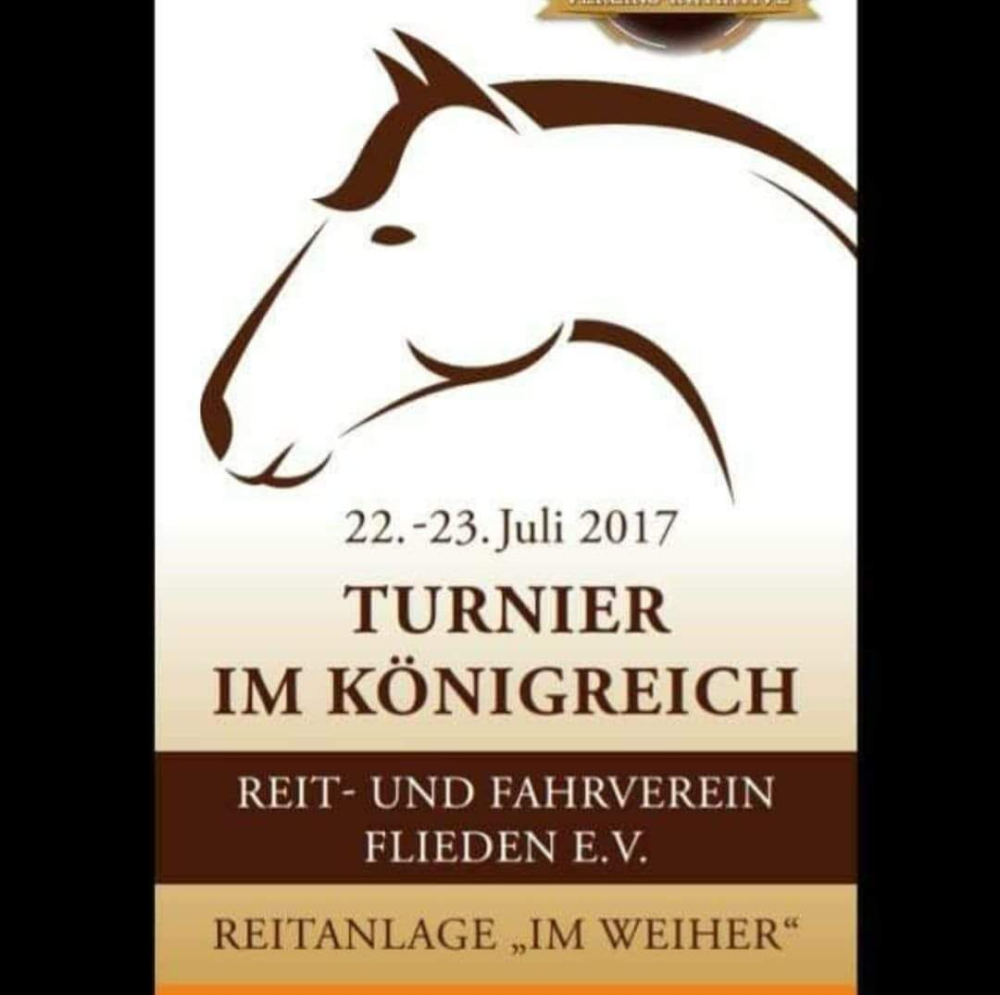 22.-23. Juli 2017
TURNIER
IM KÖNIGREICH
REIT- UND FAHRVEREIN
FLIEDEN E.V.
REITANLAGE „IM WEIHER“